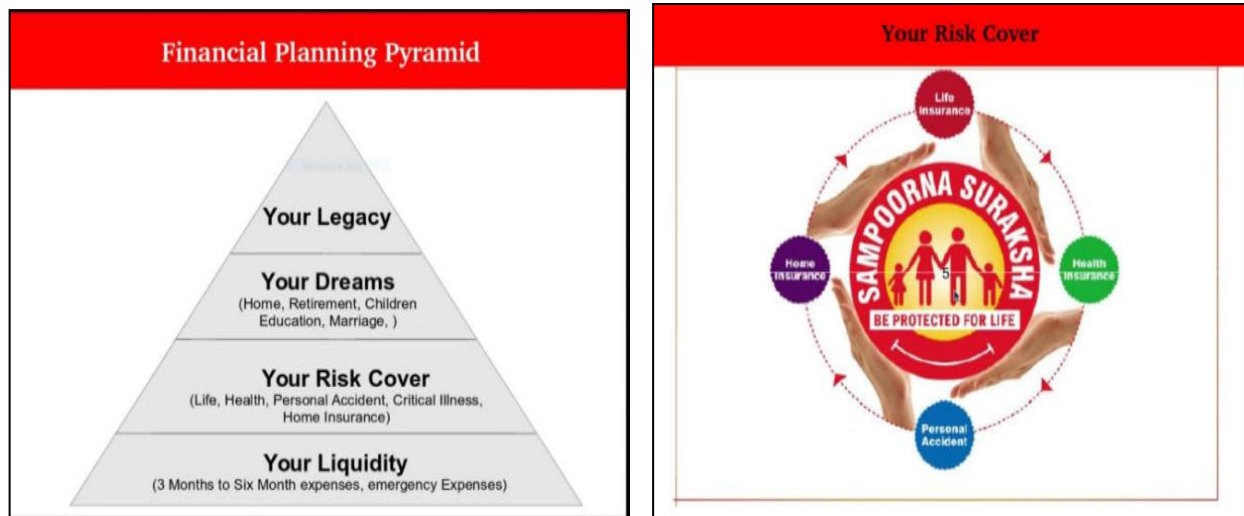 Financial Planning Pyramid
Your Legacy
Your Dreams
(Home, Retirement, Children
Education, Marriage, )
Your Risk Cover
(Life, Health, Personal Accident, Critical Illness,
Home Insurance)
Your Liquidity
(3 Months to Six Month expenses, emergency Expenses)
Your Risk Cover
Life
Insurance
Home
Insurance
SAMPOORNA SURAKSHA
5
BE PROTECTED FOR LIFE
Health
Insurance
Personal
Accident